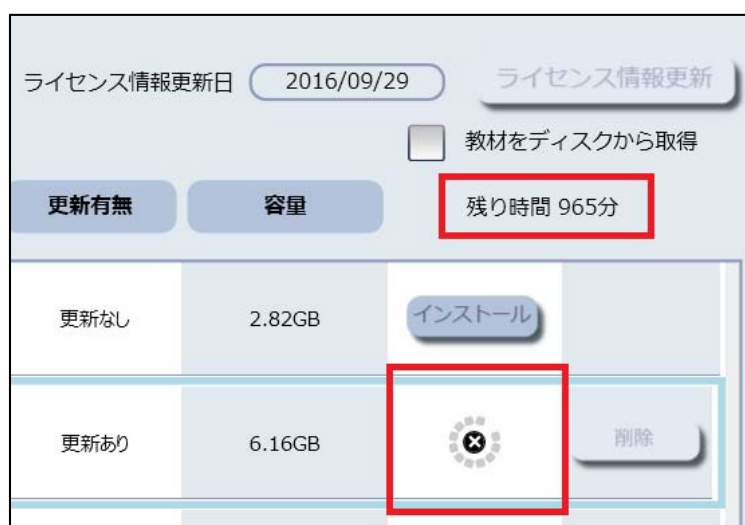 ライセンス情報更新日 2016/09/29 ライセンス情報更新
教材をディスクから取得
更新有無 容量 残り時間 965分
更新なし 2.82GB インストール
更新あり 6.16GB 削除